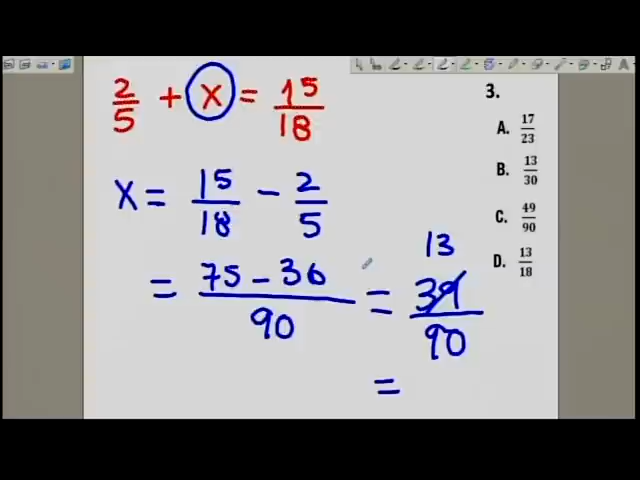 2/5 + x = 15/18
x = 15/18 - 2/5
= 75 - 36/90 = 39/90
13
=
3.
A. 17/23
B. 13/30
C. 49/90
D. 13/18